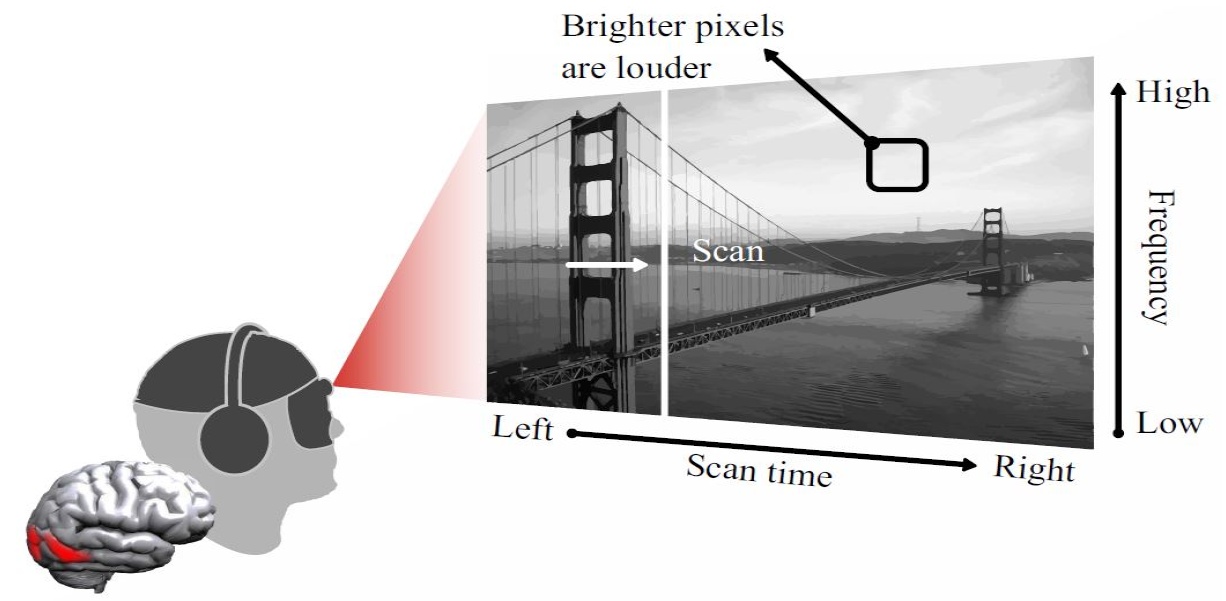 Brighter pixels
are louder
High
Frequency
Scan
Low
Left
Scan time
Right